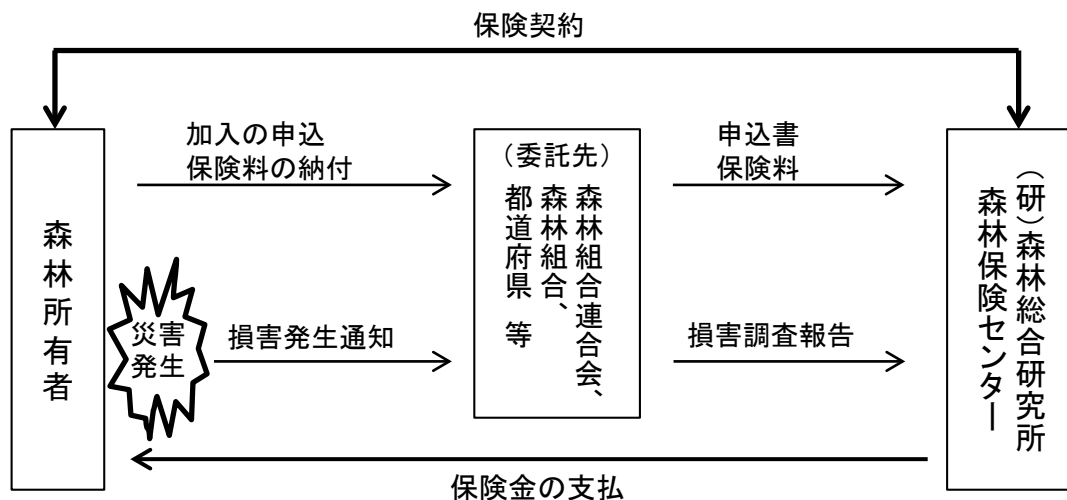 保険契約
加入の申込
保険料の納付
申込書
保険料
（委託先）
森林組合連合会、
森林組合、
都道府県 等
森林所有者
災害
発生
損害発生通知
損害調査報告
（研）森林総合研究所
森林保険センター
保険金の支払